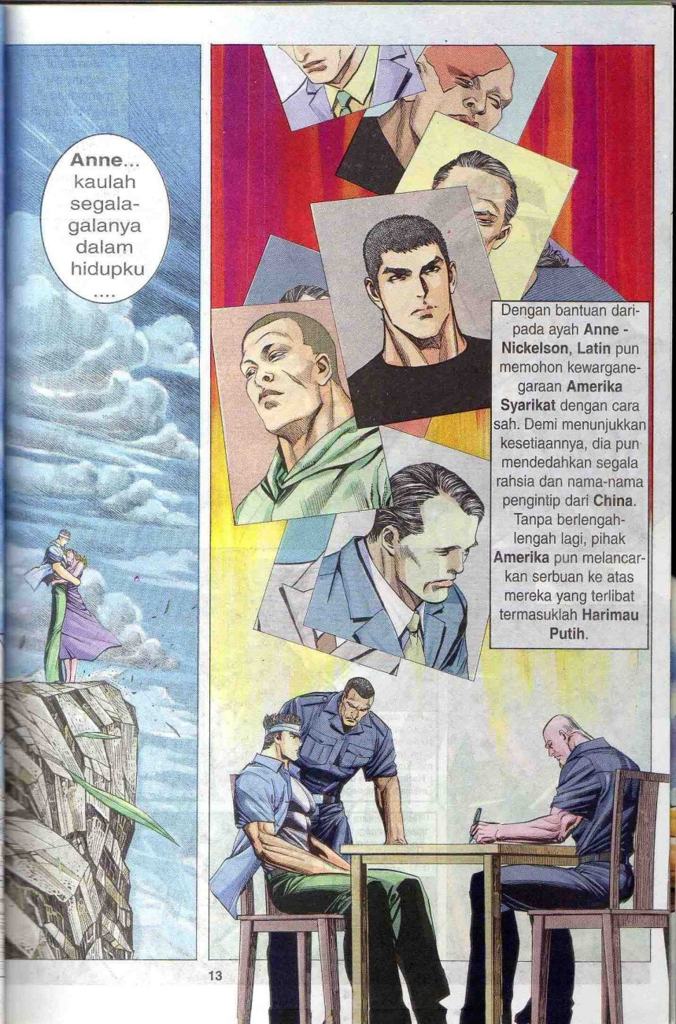 Anne...
kaulah
segala-
galanya
dalam
hidupku
....
Dengan bantuan dari-
pada ayah Anne -
Nickelson, Latin pun
memohon kewargane-
garaan Amerika
Syarikat dengan cara
sah. Demi menunjukkan
kesetiaannya, dia pun
mendedahkan segala
rahsia dan nama-nama
pengintip dari China.
Tanpa berlengah-
lengah lagi, pihak
Amerika pun melancar-
kan serbuan ke atas
mereka yang terlibat
termasuklah Harimau
Putih.
13